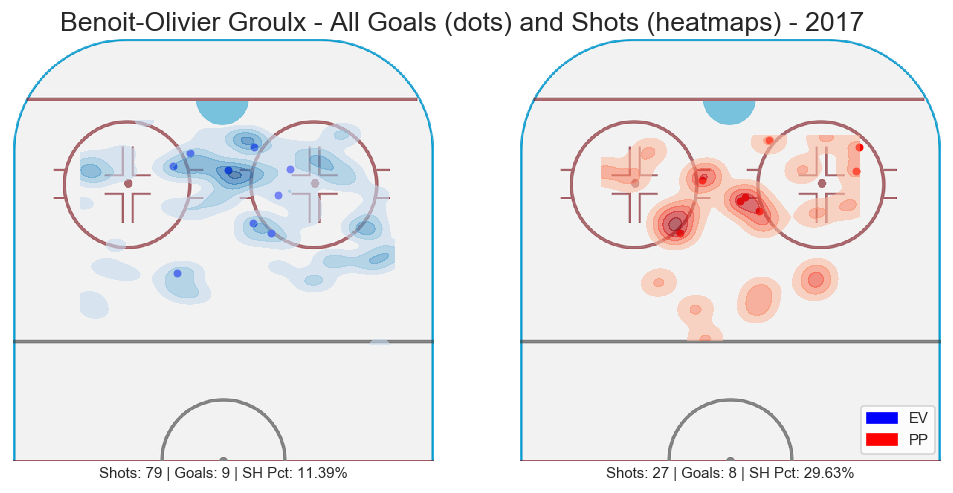 Benoit-Olivier Groulx - All Goals (dots) and Shots (heatmaps) - 2017
EV
PP
Shots: 79 | Goals: 9 | SH Pct: 11.39%
Shots: 27 | Goals: 8 | SH Pct: 29.63%